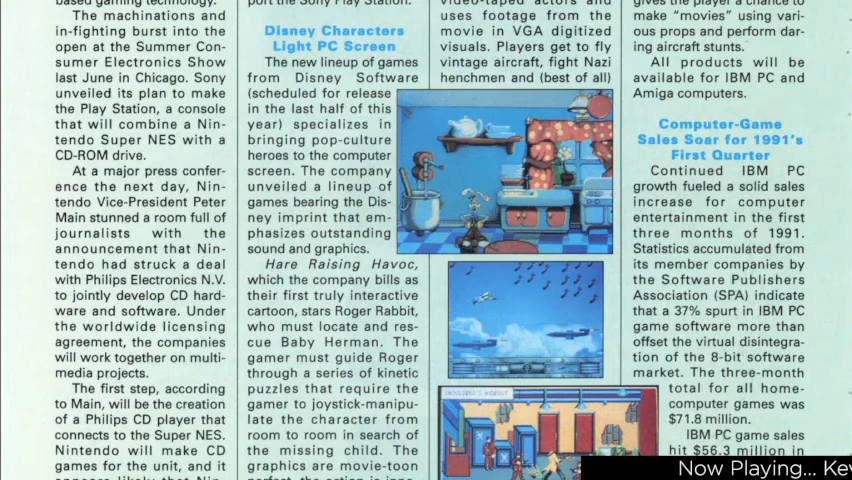 based gaming technology.
The machinations and
in-fighting burst into the
open at the Summer Con-
sumer Electronics Show
last June in Chicago. Sony
unveiled its plan to make
the Play Station, a console
that will combine a Nin-
tendo Super NES with a
CD-ROM drive.
At a major press confer-
ence the next day, Nin-
tendo Vice-President Peter
Main stunned a room full of
journalists with the
announcement that Nin-
tendo had struck a deal
with Philips Electronics N.V.
to jointly develop CD hard-
ware and software. Under
the worldwide licensing
agreement, the companies
will work together on multi-
media projects.
The first step, according
to Main, will be the creation
of a Philips CD player that
connects to the Super NES.
Nintendo will make CD
games for the unit, and it
appears likely that Nin-
port the Sony Play Station.
Disney Characters
Light PC Screen
The new lineup of games
from Disney Software
(scheduled for release
in the last half of this
year) specializes in
bringing pop-culture
heroes to the computer
screen. The company
unveiled a lineup of
games bearing the Dis-
ney imprint that em-
phasizes outstanding
sound and graphics.
Hare Raising Havoc,
which the company bills as
their first truly interactive
cartoon, stars Roger Rabbit,
who must locate and res-
cue Baby Herman. The
gamer must guide Roger
through a series of kinetic
puzzles that require the
gamer to joystick-manipu-
late the character from
room to room in search of
the missing child. The
graphics are movie-toon
perfect, the action is
video-taped actors and
uses footage from the
movie in VGA digitized
visuals. Players get to fly
vintage aircraft, fight Nazi
henchmen and (best of all)
gives the player a chance to
make "movies" using vari-
ous props and perform dar-
ing aircraft stunts.
All products will be
available for IBM PC and
Amiga computers.
Computer-Game
Sales Soar for 1991's
First Quarter
Continued IBM PC
growth fueled a solid sales
increase for computer
entertainment in the first
three months of 1991.
Statistics accumulated from
its member companies by
the Software Publishers
Association (SPA) indicate
that a 37% spurt in IBM PC
game software more than
offset the virtual disintegra-
tion of the 8-bit software
market. The three-month
total for all home-
computer games was
$71.8 million.
IBM PC game sales
hit $56.3 million in
Now Playing... Kev